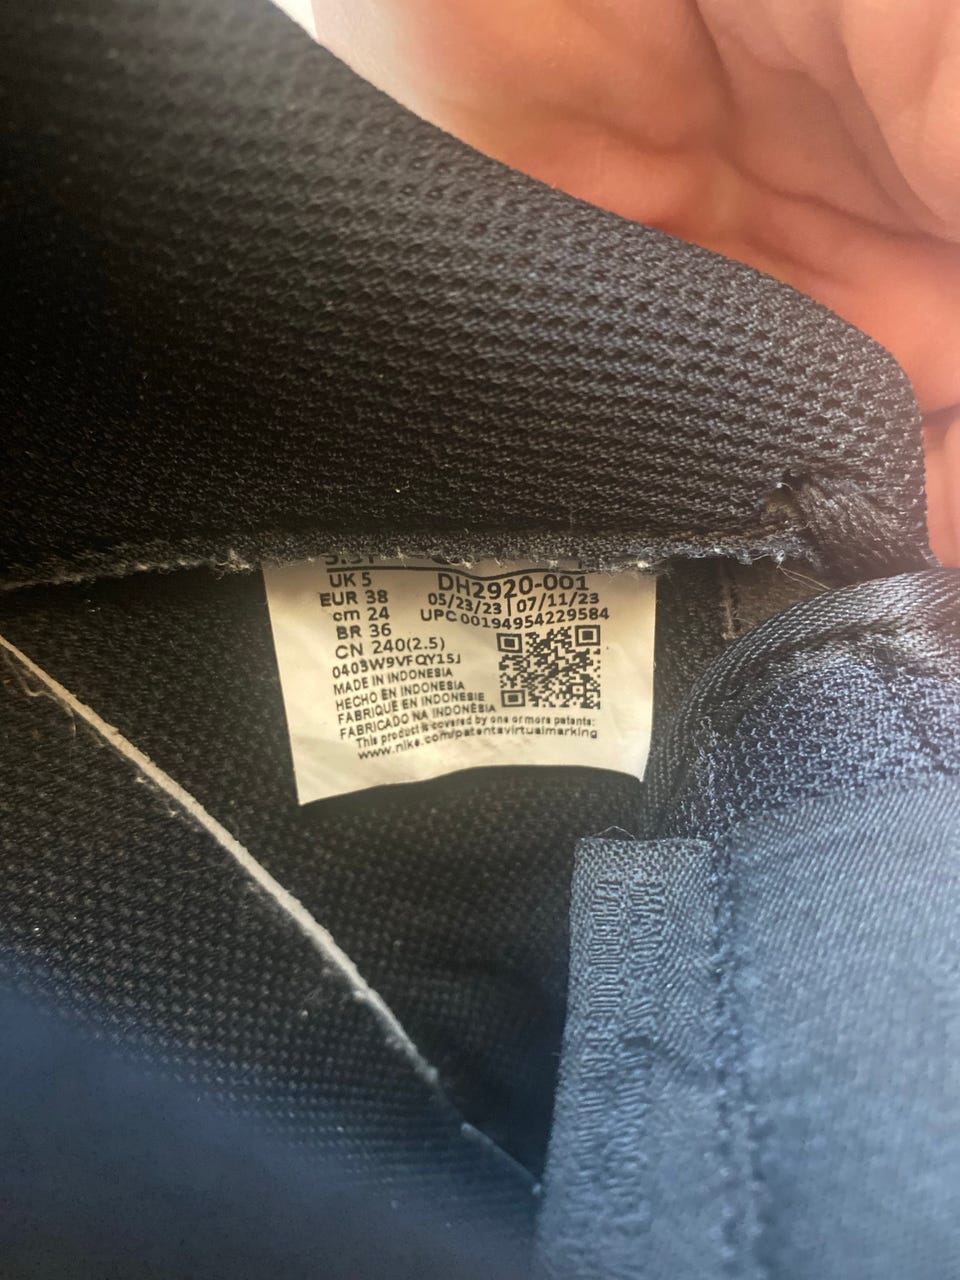 UK 5
EUR 38
cm 24
BR 36
CN 240(2.5)
DH2920-001
05/23/23 | 07/11/23
UPC 00194954229584
0403W9VFQY1SJ
MADE IN INDONESIA
HECHO EN INDONESIA
FABRIQUE EN INDONESIE
FABRICADO NA INDONÉSIA
This product is covered by one or more patents:
www.nike.com/patentsvirtualmarking